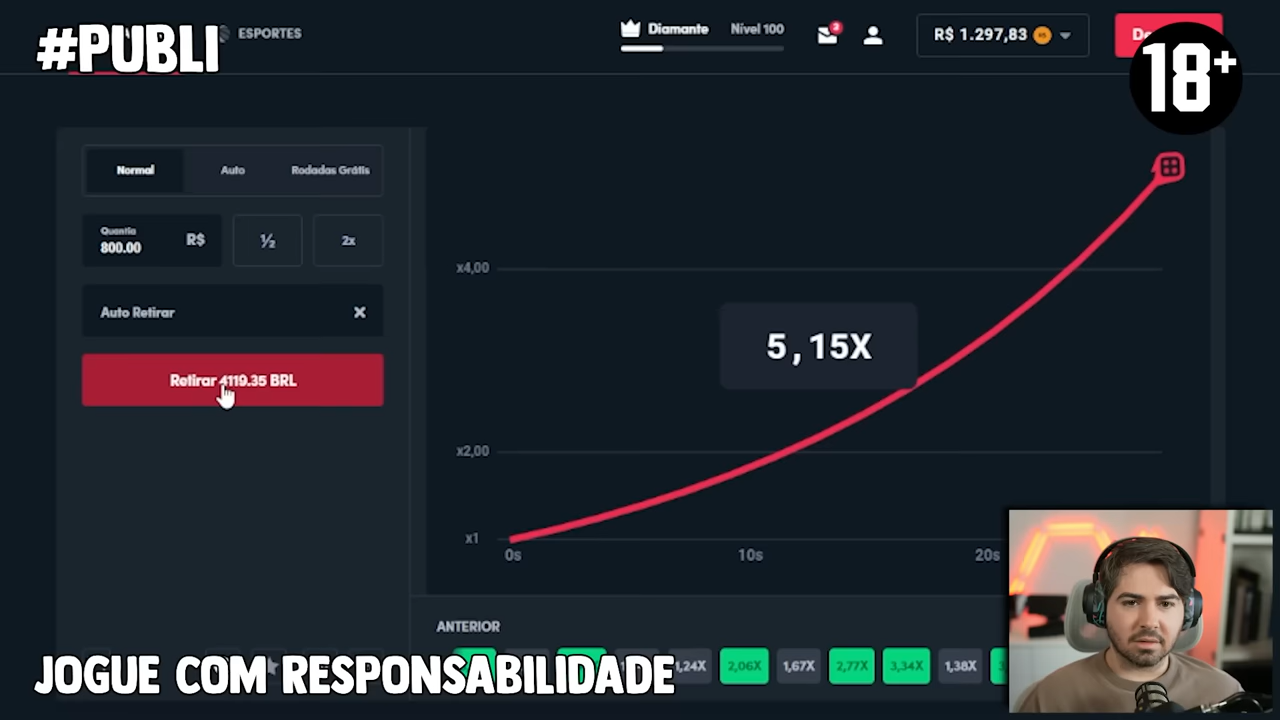 #PUBLI
ESPORTES
Diamante
Nível 100
3
R$ 1.297,83
18+
Normal
Auto
Rodadas Grátis
Quantia
800.00
R$
½
2x
Auto Retirar
Retirar 4119.35 BRL
x4,00
5,15X
x2,00
x1
0s
10s
20s
ANTERIOR
1,24X
2,06X
1,67X
2,77X
3,34X
1,38X
JOGUE COM RESPONSABILIDADE